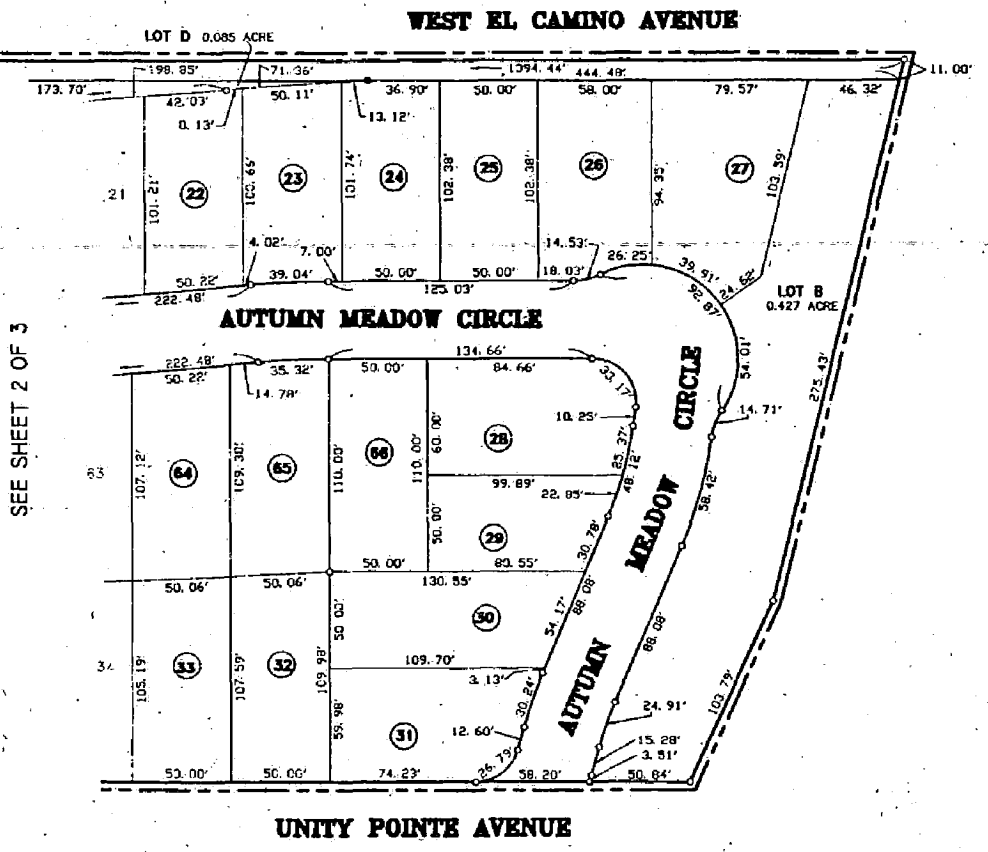 WEST EL CAMINO AVENUE
LOT D 0.085 ACRE
198.85' 71.36' 1394.44' 444.48' 11.00'
173.70' 42.03' 50.11' 36.90' 50.00' 58.00' 79.57' 46.32'
0.13' 13.12'
21 101.21' 22 100.66' 23 101.74' 24 102.38' 25 102.38' 26 94.35' 27 103.59'
4.02' 7.00' 14.53'
50.22' 39.04' 50.00' 50.00' 18.03' 26.25' 39.91' 24.62'
222.48' 125.03' 92.87'
LOT B
0.427 ACRE
AUTUMN MEADOW CIRCLE
SEE SHEET 2 OF 3
222.48' 134.66'
50.22' 35.32' 50.00' 84.66' 33.17' 54.01' 275.43'
14.78' 10.25' 14.71'
63 107.12' 64 109.30' 65 110.00' 66 110.00' 60.00' 28 25.37' 48.12' 58.42'
99.89' 22.85'
50.00' 29 30.78'
50.00' 80.55'
50.06' 50.06' 130.55'
AUTUMN MEADOW CIRCLE
50.00' 30 54.17' 88.08' 88.08'
109.70' 3.13'
105.19' 33 107.59' 32 109.98' 59.98' 31 30.24' 103.79'
12.60' 24.91'
26.79' 15.28'
3.51'
50.00' 50.00' 74.23' 58.20' 50.84'
UNITY POINTE AVENUE